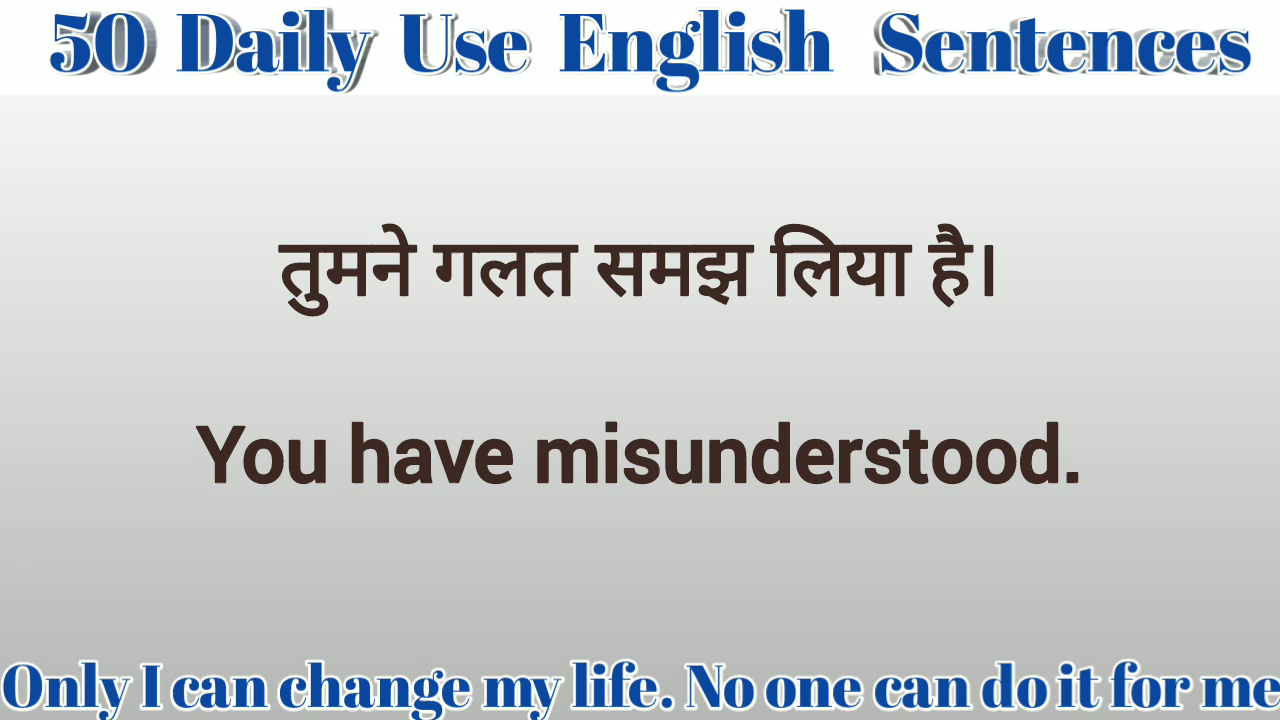 50 Daily Use English Sentences
तुमने गलत समझ लिया है।
You have misunderstood.
Only I can change my life. No one can do it for me